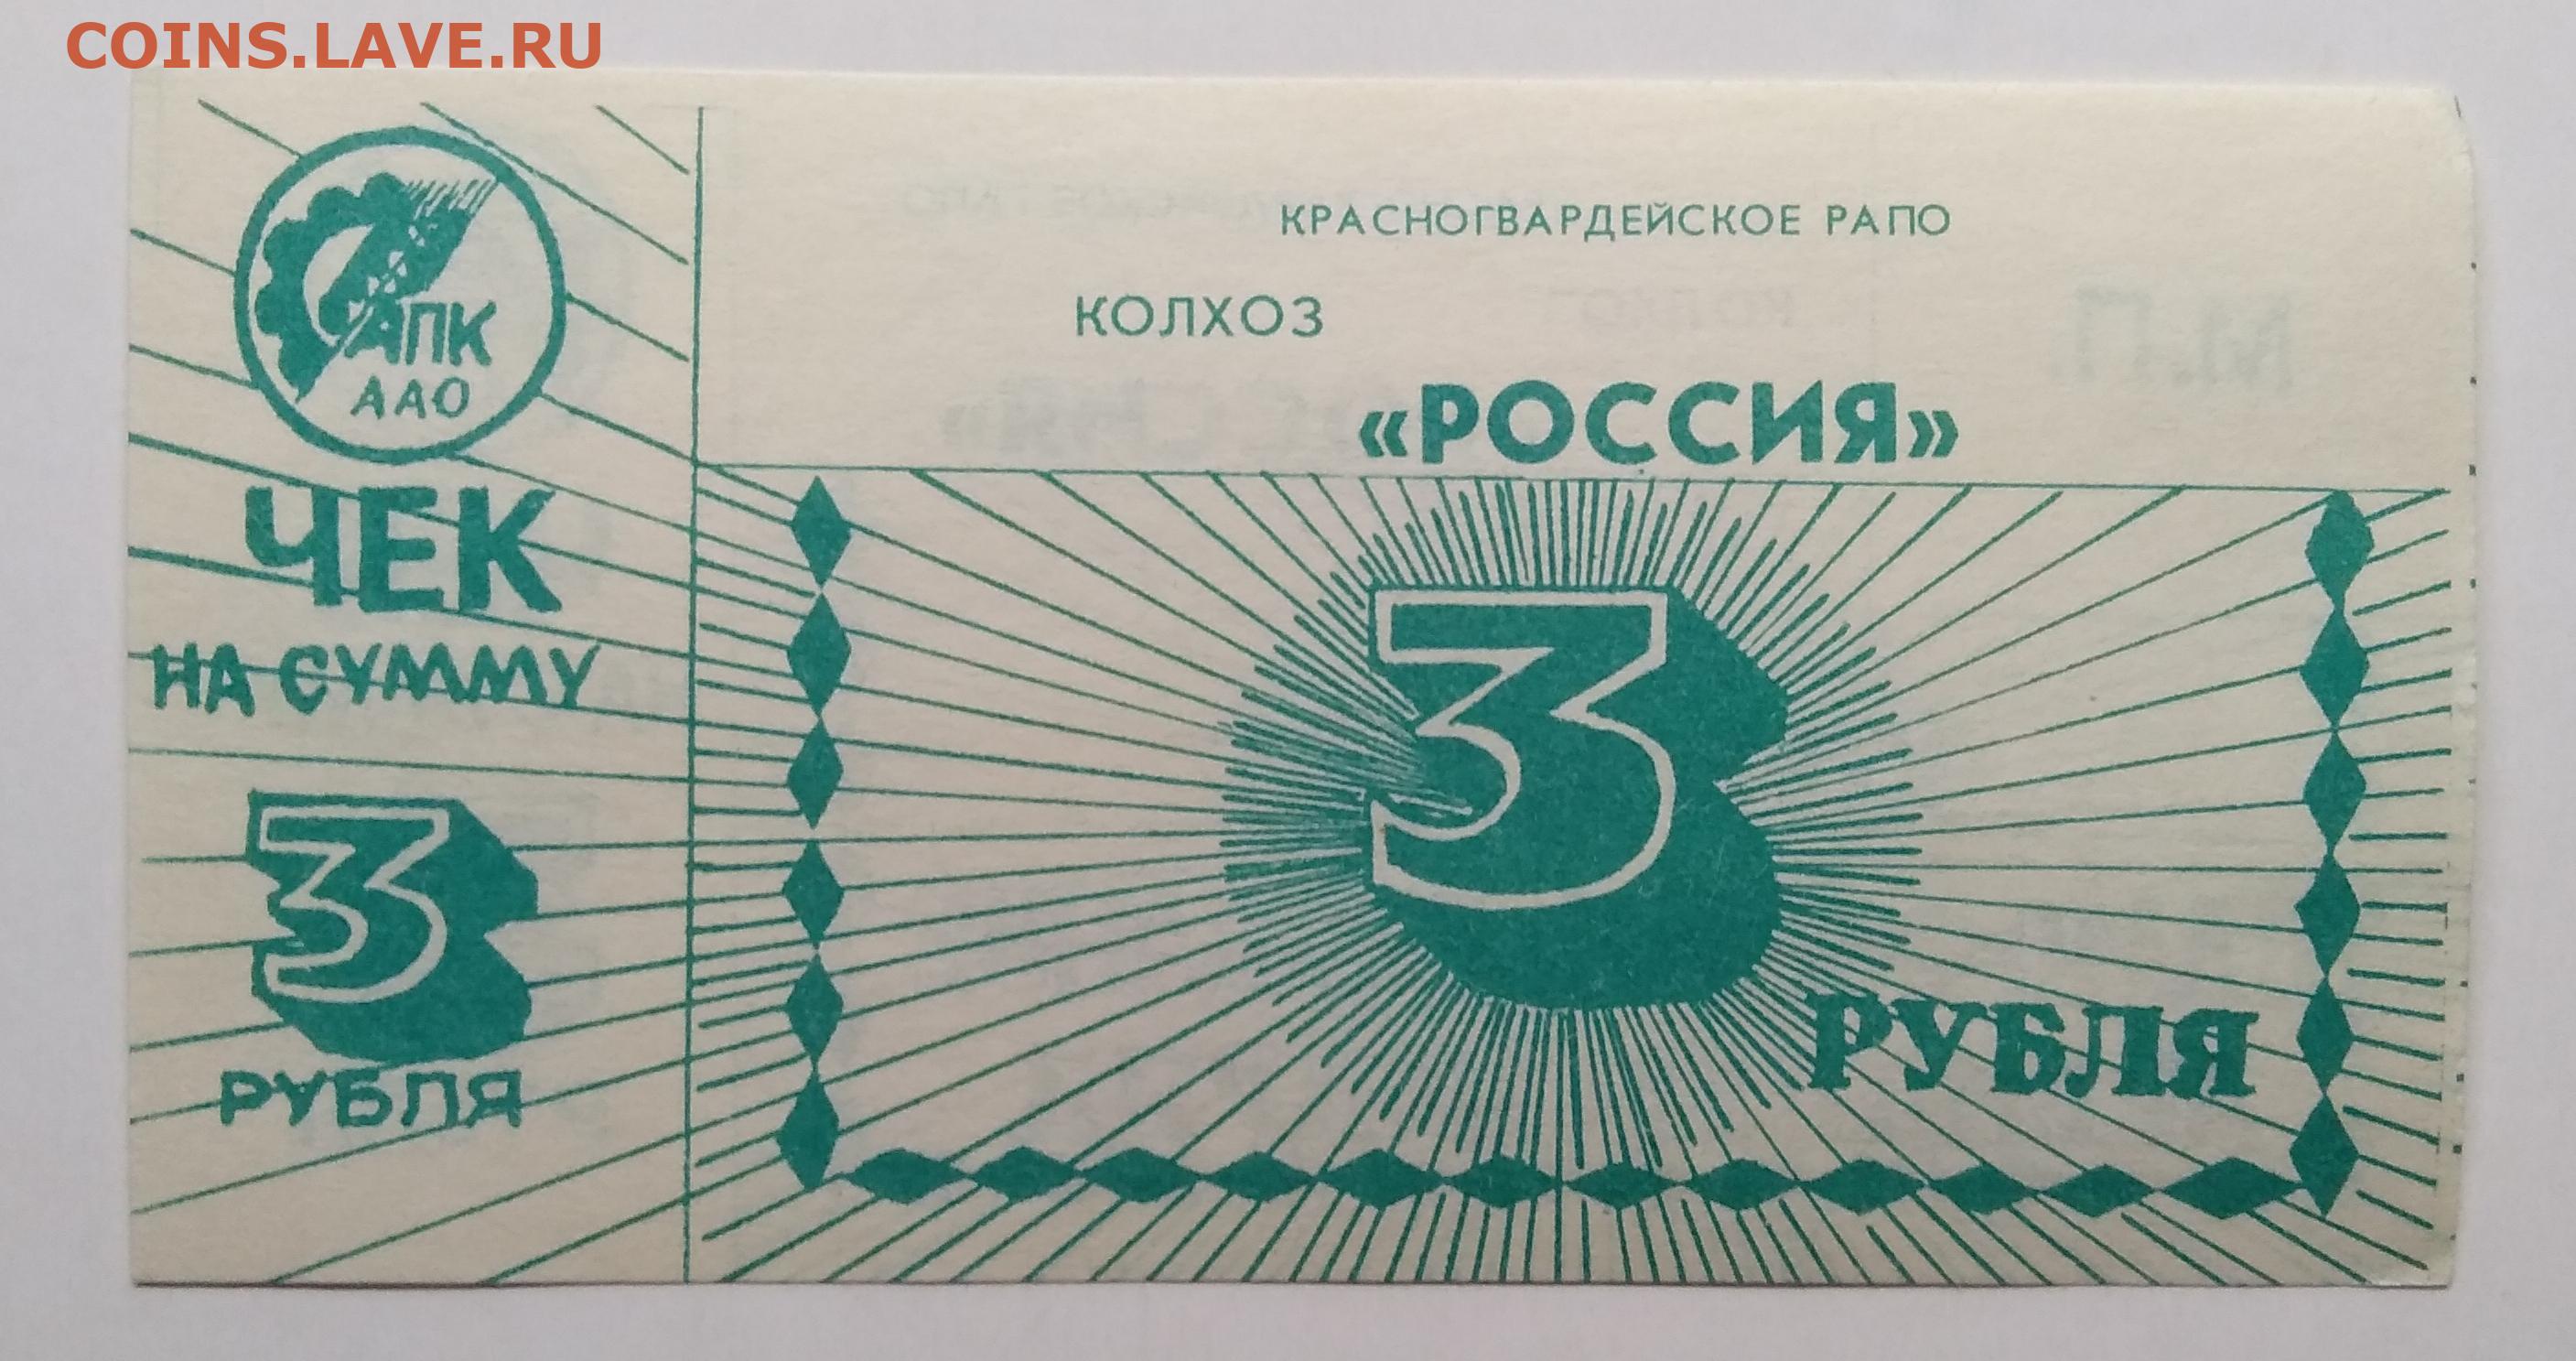 COINS.LAVE.RU
АПК
ААО
ЧЕК
НА СУММУ
3
РУБЛЯ
КРАСНОГВАРДЕЙСКОЕ РАПО
КОЛХОЗ
«РОССИЯ»
3
РУБЛЯ